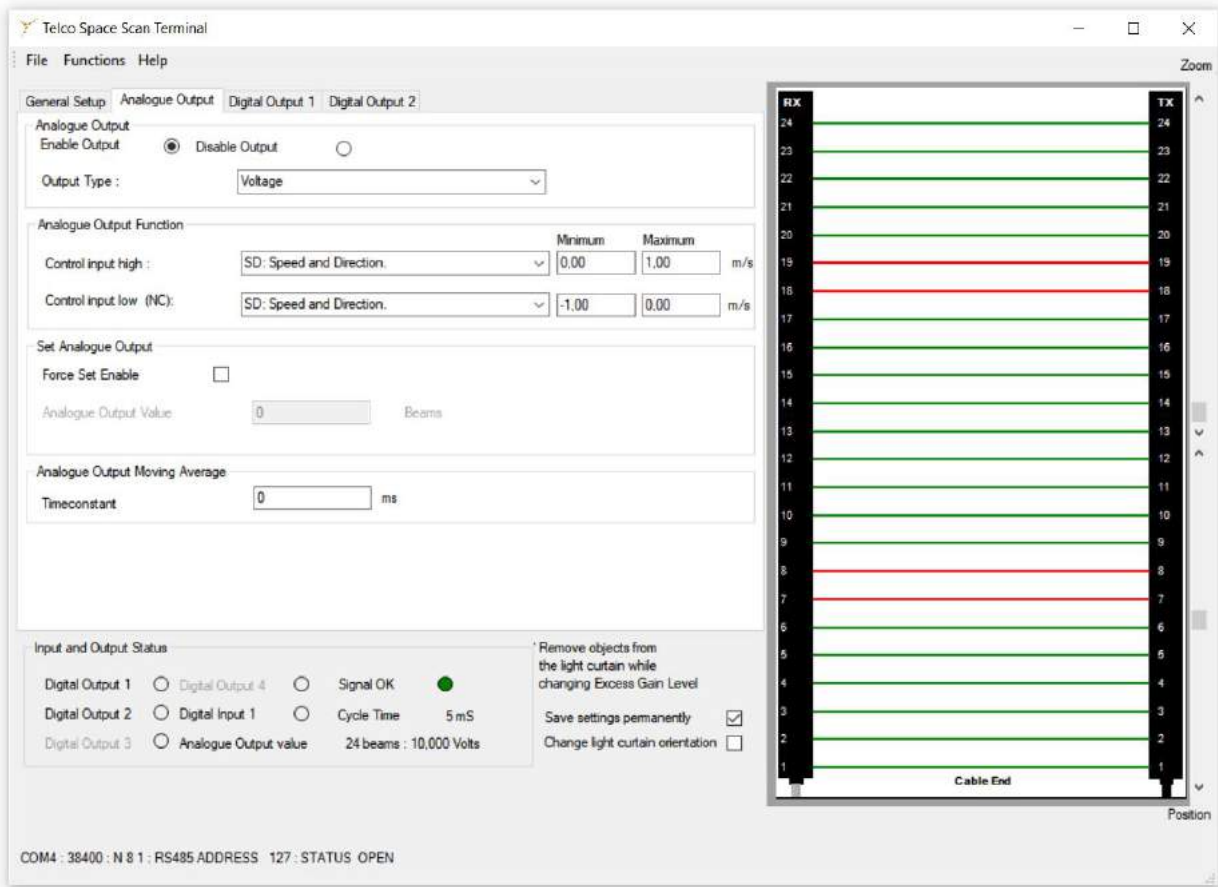 Telco Space Scan Terminal
File Functions Help
Zoom
General Setup Analogue Output Digital Output 1 Digital Output 2
Analogue Output
Enable Output Disable Output
Output Type : Voltage
Analogue Output Function
Minimum Maximum
Control input high : SD: Speed and Direction. 0,00 1,00 m/s
Control input low (NC): SD: Speed and Direction. -1,00 0,00 m/s
Set Analogue Output
Force Set Enable
Analogue Output Value 0 Beams
Analogue Output Moving Average
Timeconstant 0 ms
Input and Output Status
Digital Output 1 Digital Output 4 Signal OK
Digital Output 2 Digital Input 1 Cycle Time 5 mS
Digital Output 3 Analogue Output value 24 beams : 10,000 Volts
' Remove objects from
the light curtain while
changing Excess Gain Level
Save settings permanently
Change light curtain orientation
RX TX
24 24
23 23
22 22
21 21
20 20
19 19
18 18
17 17
16 16
15 15
14 14
13 13
12 12
11 11
10 10
9 9
8 8
7 7
6 6
5 5
4 4
3 3
2 2
1 1
Cable End
Position
COM4 : 38400 : N 8 1 : RS485 ADDRESS 127 : STATUS OPEN